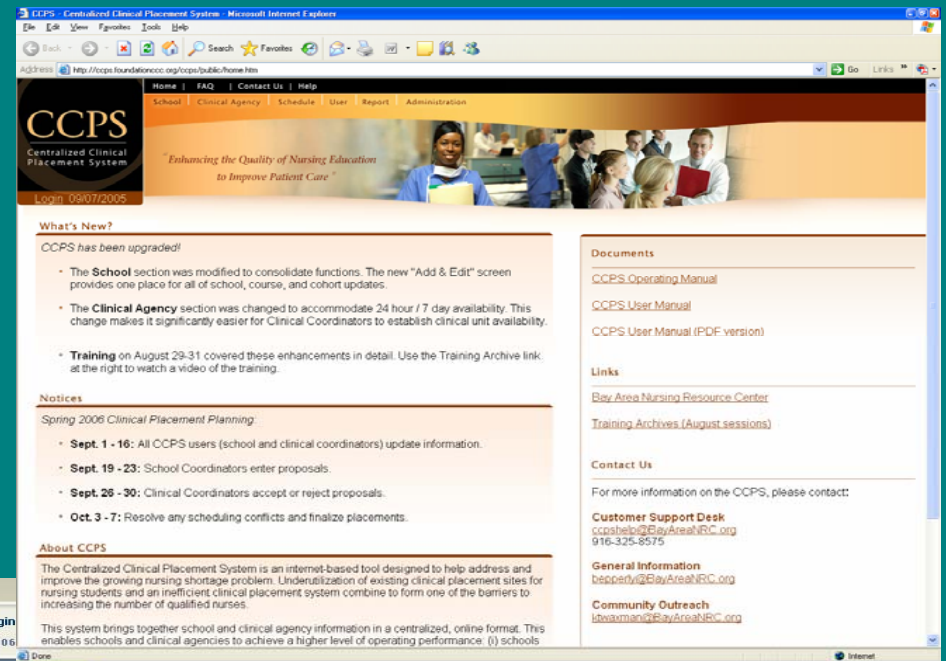 CCPS - Centralized Clinical Placement System - Microsoft Internet Explorer
File Edit View Favorites Tools Help
Back Search Favorites
Address http://ccps.foundationccc.org/ccps/public/home.htm Go Links »
Home | FAQ | Contact Us | Help
School | Clinical Agency | Schedule | User | Report | Administration
CCPS
Centralized Clinical
Placement System
"Enhancing the Quality of Nursing Education
to Improve Patient Care"
Login 09/07/2005
What's New?
CCPS has been upgraded!
• The School section was modified to consolidate functions. The new "Add & Edit" screen
provides one place for all of school, course, and cohort updates.
• The Clinical Agency section was changed to accommodate 24 hour / 7 day availability. This
change makes it significantly easier for Clinical Coordinators to establish clinical unit availability.
• Training on August 29-31 covered these enhancements in detail. Use the Training Archive link
at the right to watch a video of the training.
Notices
Spring 2006 Clinical Placement Planning:
• Sept. 1 - 16: All CCPS users (school and clinical coordinators) update information.
• Sept. 19 - 23: School Coordinators enter proposals.
• Sept. 26 - 30: Clinical Coordinators accept or reject proposals.
• Oct. 3 - 7: Resolve any scheduling conflicts and finalize placements.
About CCPS
The Centralized Clinical Placement System is an internet-based tool designed to help address and
improve the growing nursing shortage problem. Underutilization of existing clinical placement sites for
nursing students and an inefficient clinical placement system combine to form one of the barriers to
increasing the number of qualified nurses.
This system brings together school and clinical agency information in a centralized, online format. This
enables schools and clinical agencies to achieve a higher level of operating performance: (i) schools
Documents
CCPS Operating Manual
CCPS User Manual
CCPS User Manual (PDF version)
Links
Bay Area Nursing Resource Center
Training Archives (August sessions)
Contact Us
For more information on the CCPS, please contact:
Customer Support Desk
ccpshelp@BayAreaNRC.org
916-325-8575
General Information
bepperly@BayAreaNRC.org
Community Outreach
ktwaxman@BayAreaNRC.org
Done Internet